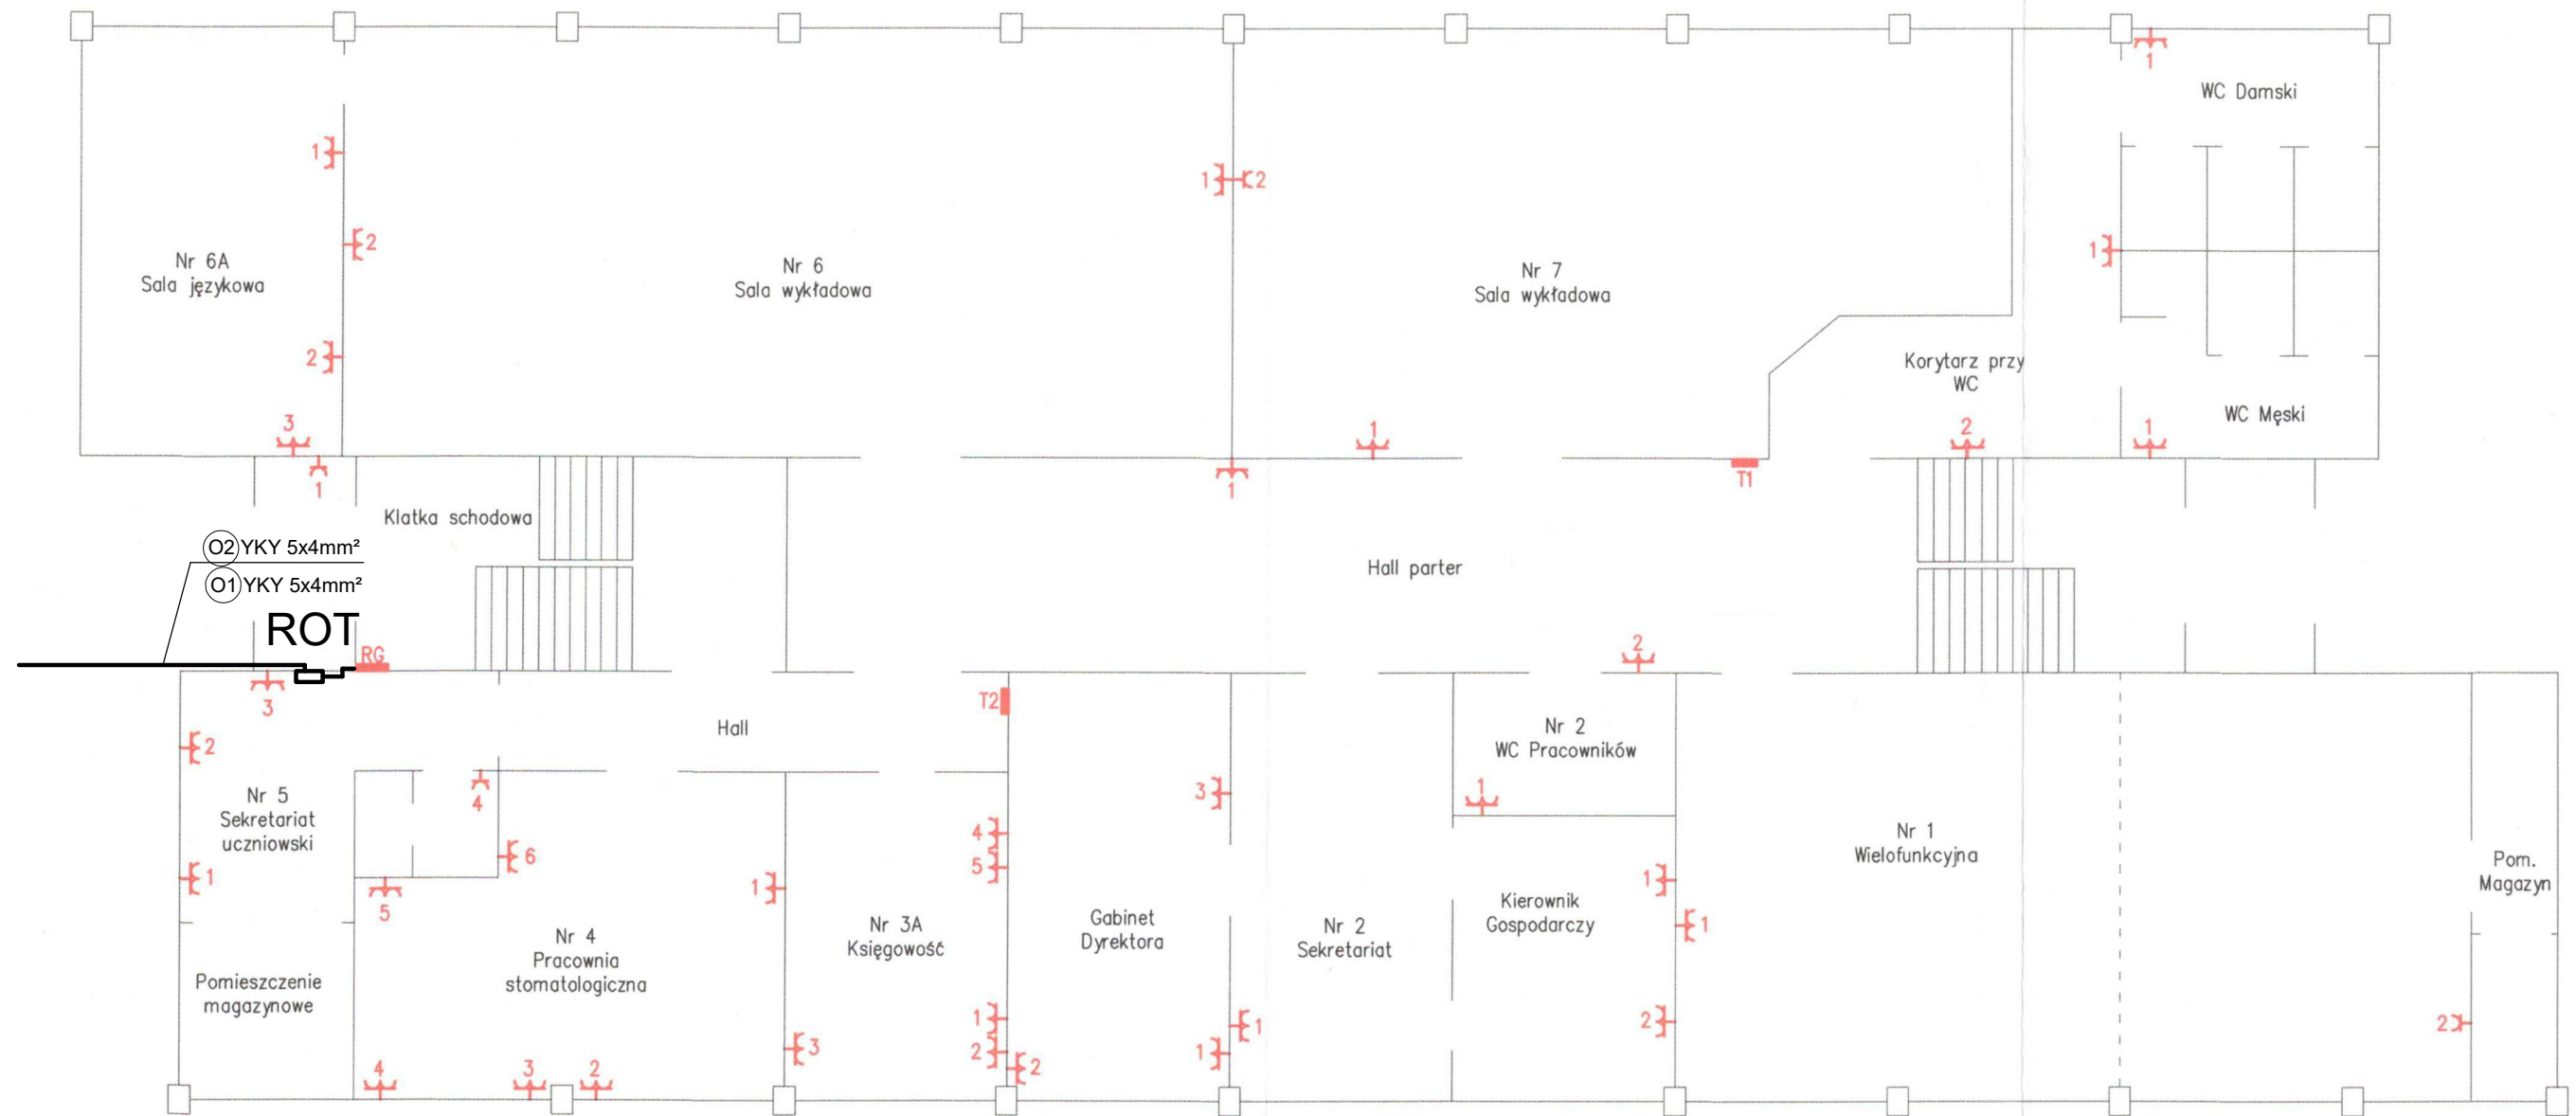 1
WC Damski
1
1
2
2
1
Nr 6A
Sala językowa
Nr 6
Sala wykładowa
Nr 7
Sala wykładowa
2
Korytarz przy
WC
3
1
2
1
WC Męski
1
1
T1
Klatka schodowa
O2 YKY 5x4mm²
O1 YKY 5x4mm²
Hall parter
ROT
RG
2
3
T2
Hall
Nr 2
WC Pracowników
2
4
3
1
Nr 5
Sekretariat
uczniowski
4
5
6
1
5
1
1
Nr 1
Wielofunkcyjna
Pom.
Magazyn
Nr 4
Pracownia
stomatologiczna
Nr 3A
Księgowość
Gabinet
Dyrektora
Nr 2
Sekretariat
Kierownik
Gospodarczy
1
Pomieszczenie
magazynowe
1
1
2
2
3
2
1
2
4
3
2